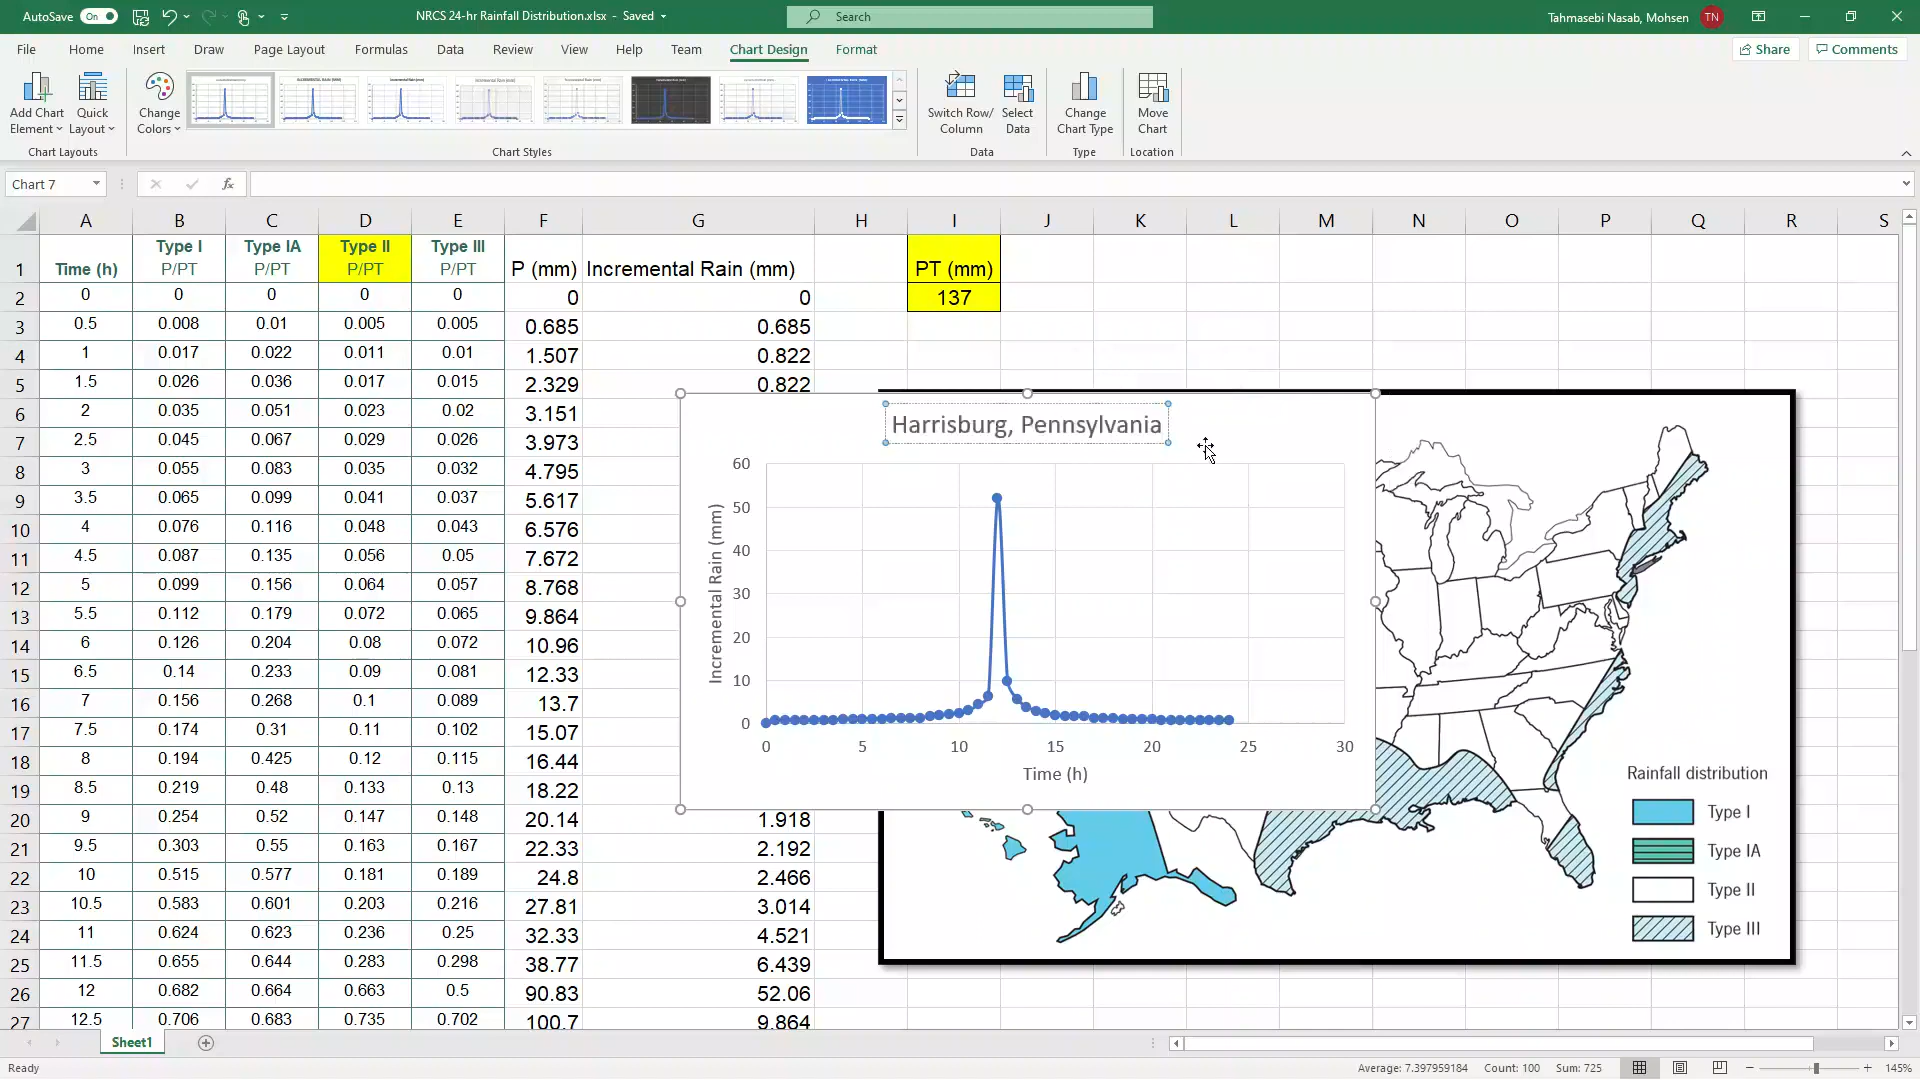 AutoSave On NRCS 24-hr Rainfall Distribution.xlsx - Saved Search Tahmasebi Nasab, Mohsen TN
File Home Insert Draw Page Layout Formulas Data Review View Help Team Chart Design Format Share Comments
Add Chart Element Quick Layout Change Colors Switch Row/ Column Select Data Change Chart Type Move Chart
Chart Layouts Chart Styles Data Type Location
Chart 7 fx
A B C D E F G H I J K L M N O P Q R S
Type I Type IA Type II Type III
1 Time (h) P/PT P/PT P/PT P/PT P (mm) Incremental Rain (mm) PT (mm)
2 0 0 0 0 0 0 0 137
3 0.5 0.008 0.01 0.005 0.005 0.685 0.685
4 1 0.017 0.022 0.011 0.01 1.507 0.822
5 1.5 0.026 0.036 0.017 0.015 2.329 0.822
6 2 0.035 0.051 0.023 0.02 3.151
7 2.5 0.045 0.067 0.029 0.026 3.973
8 3 0.055 0.083 0.035 0.032 4.795
9 3.5 0.065 0.099 0.041 0.037 5.617
10 4 0.076 0.116 0.048 0.043 6.576
11 4.5 0.087 0.135 0.056 0.05 7.672
12 5 0.099 0.156 0.064 0.057 8.768
13 5.5 0.112 0.179 0.072 0.065 9.864
14 6 0.126 0.204 0.08 0.072 10.96
15 6.5 0.14 0.233 0.09 0.081 12.33
16 7 0.156 0.268 0.1 0.089 13.7
17 7.5 0.174 0.31 0.11 0.102 15.07
18 8 0.194 0.425 0.12 0.115 16.44
19 8.5 0.219 0.48 0.133 0.13 18.22
20 9 0.254 0.52 0.147 0.148 20.14 1.918
21 9.5 0.303 0.55 0.163 0.167 22.33 2.192
22 10 0.515 0.577 0.181 0.189 24.8 2.466
23 10.5 0.583 0.601 0.203 0.216 27.81 3.014
24 11 0.624 0.623 0.236 0.25 32.33 4.521
25 11.5 0.655 0.644 0.283 0.298 38.77 6.439
26 12 0.682 0.664 0.663 0.5 90.83 52.06
27 12.5 0.706 0.683 0.735 0.702 100.7 9.864
Harrisburg, Pennsylvania
Incremental Rain (mm)
60
50
40
30
20
10
0
0 5 10 15 20 25 30
Time (h)
Rainfall distribution
Type I
Type IA
Type II
Type III
Sheet1
Ready Average: 7.397959184 Count: 100 Sum: 725 145%